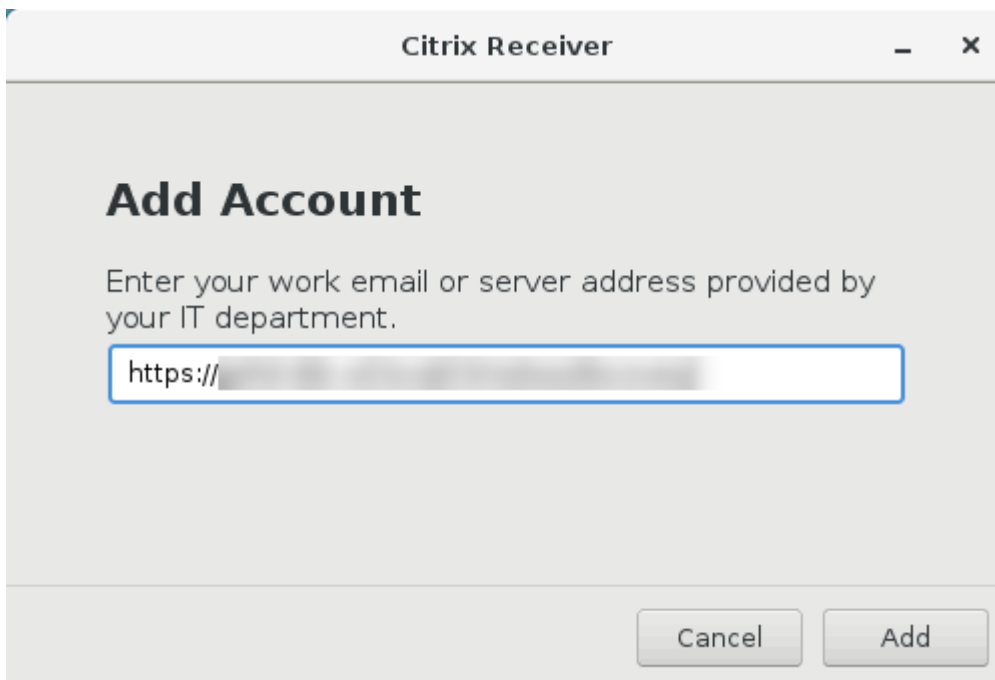 Citrix Receiver
Add Account
Enter your work email or server address provided by
your IT department.
https://
Cancel Add